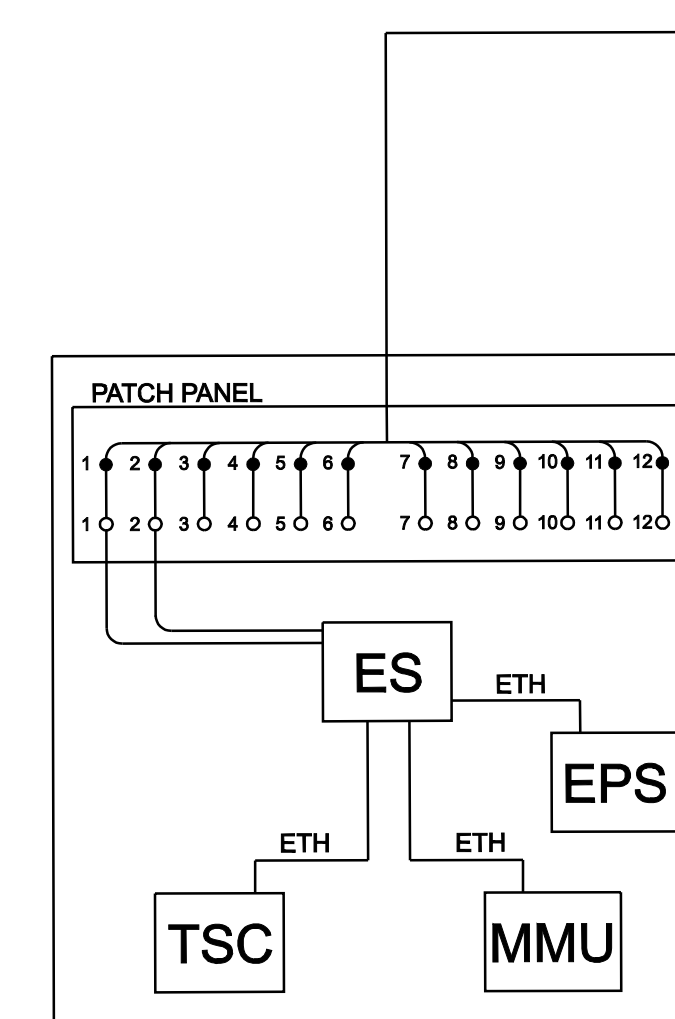 PATCH PANEL
1 2 3 4 5 6 7 8 9 10 11 12
1 2 3 4 5 6 7 8 9 10 11 12
ES
ETH
EPS
ETH ETH
TSC MMU